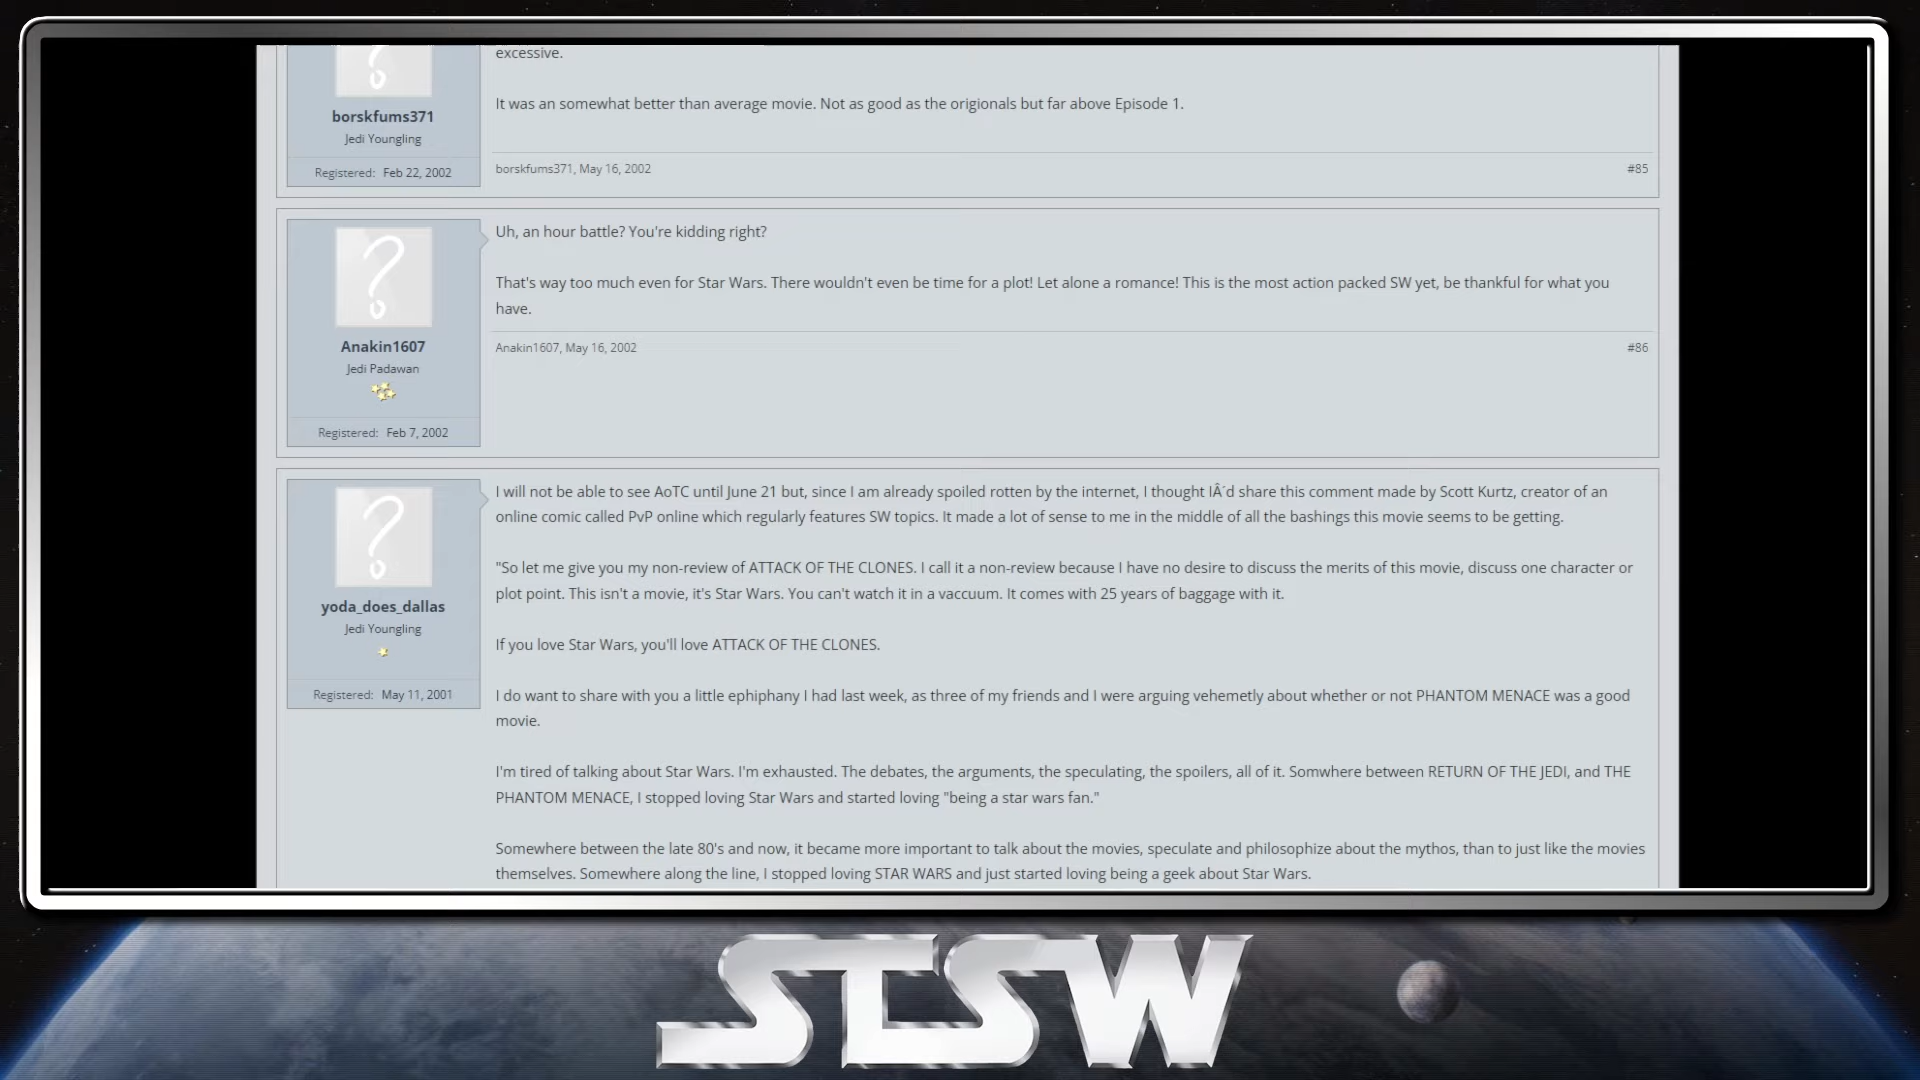 excessive.
It was an somewhat better than average movie. Not as good as the origionals but far above Episode 1.
borskfums371
Jedi Youngling
Registered: Feb 22, 2002
borskfums371, May 16, 2002
#85
Uh, an hour battle? You're kidding right?
That's way too much even for Star Wars. There wouldn't even be time for a plot! Let alone a romance! This is the most action packed SW yet, be thankful for what you
have.
Anakin1607
Jedi Padawan
Registered: Feb 7, 2002
Anakin1607, May 16, 2002
#86
I will not be able to see AoTC until June 21 but, since I am already spoiled rotten by the internet, I thought IÂ´d share this comment made by Scott Kurtz, creator of an
online comic called PvP online which regularly features SW topics. It made a lot of sense to me in the middle of all the bashings this movie seems to be getting.
yoda_does_dallas
Jedi Youngling
Registered: May 11, 2001
"So let me give you my non-review of ATTACK OF THE CLONES. I call it a non-review because I have no desire to discuss the merits of this movie, discuss one character or
plot point. This isn't a movie, it's Star Wars. You can't watch it in a vaccuum. It comes with 25 years of baggage with it.
If you love Star Wars, you'll love ATTACK OF THE CLONES.
I do want to share with you a little ephiphany I had last week, as three of my friends and I were arguing vehemetly about whether or not PHANTOM MENACE was a good
movie.
I'm tired of talking about Star Wars. I'm exhausted. The debates, the arguments, the speculating, the spoilers, all of it. Somwhere between RETURN OF THE JEDI, and THE
PHANTOM MENACE, I stopped loving Star Wars and started loving "being a star wars fan."
Somewhere between the late 80's and now, it became more important to talk about the movies, speculate and philosophize about the mythos, than to just like the movies
themselves. Somewhere along the line, I stopped loving STAR WARS and just started loving being a geek about Star Wars.
STSW